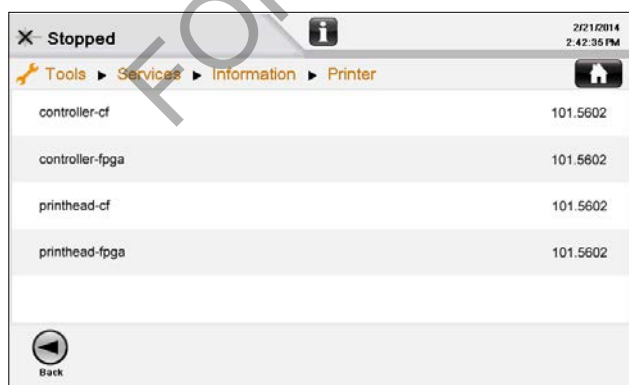 Stopped
2/21/2014
2:42:35 PM
Tools ▶ Services ▶ Information ▶ Printer
controller-cf 101.5602
controller-fpga 101.5602
printhead-cf 101.5602
printhead-fpga 101.5602
Back
FO